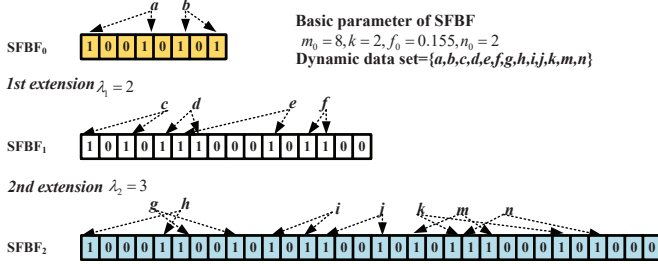 a b
SFBF0 1 0 0 1 0 1 0 1
Basic parameter of SFBF
m0 = 8, k = 2, f0 = 0.155, n0 = 2
Dynamic data set={a,b,c,d,e,f,g,h,i,j,k,m,n}
1st extension λ1 = 2
c d e f
SFBF1 1 0 0 1 0 1 1 0 0 0 1 0 1 1 0 0
2nd extension λ2 = 3
g h i j k m n
SFBF2 1 0 0 0 1 1 0 0 1 0 1 0 1 1 0 0 1 0 1 0 1 1 0 0 0 0 1 0 1 0 0 0